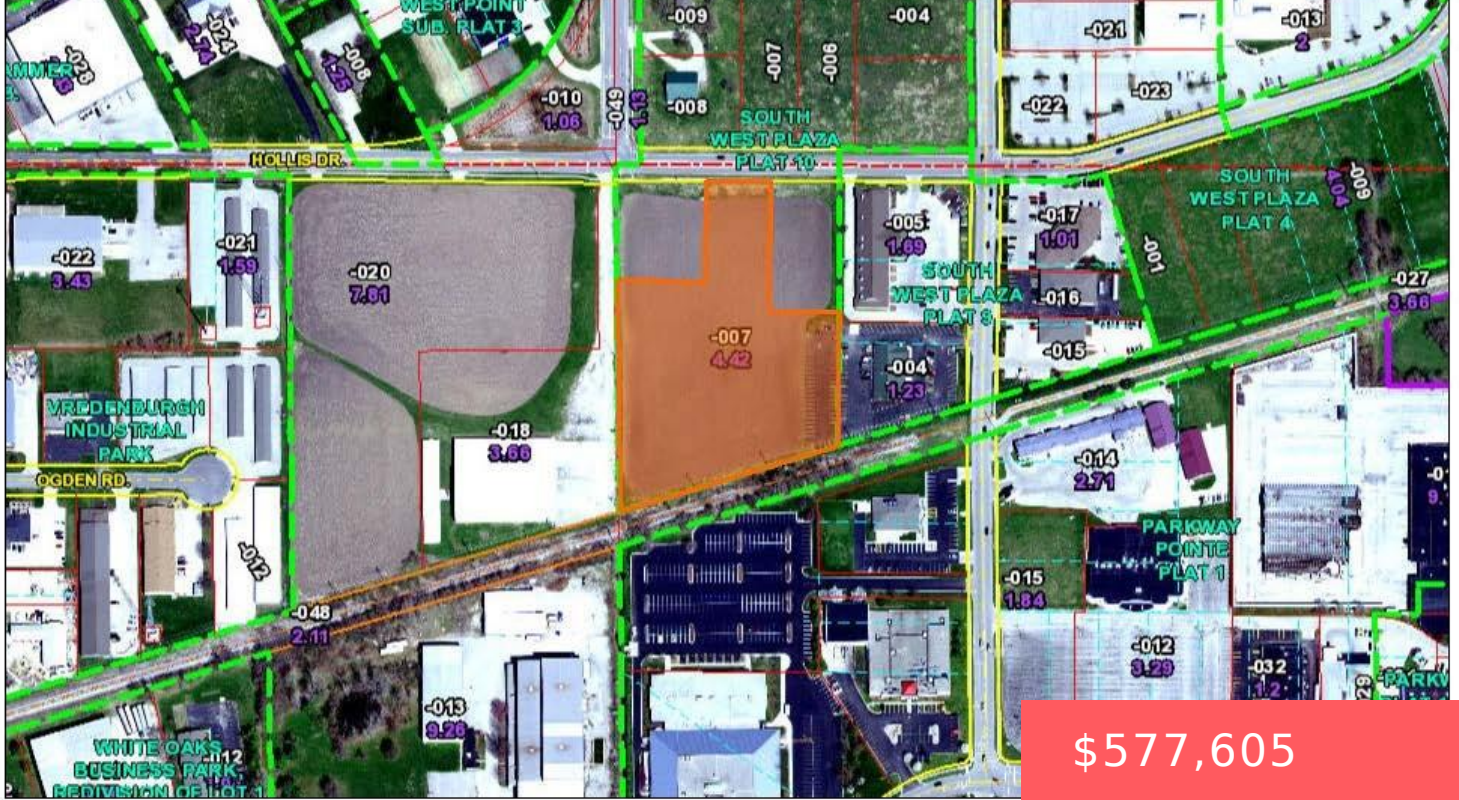 WEST POINT
SUB. PLAT 3
-009
-007
-006
-004
-021
-013
2
-024
2.74
-008
1.25
-028
-010
1.06
-049
1.13
-008
-022
-023
SOUTH
WEST PLAZA
PLAT 10
HOLLIS DR.
-022
3.43
-021
1.59
-020
7.81
-005
1.69
-017
1.01
-001
SOUTH
WEST PLAZA
PLAT 4
-009
4.04
-027
3.66
SOUTH
WEST PLAZA
PLAT 9
-016
-015
-007
4.42
-004
1.23
VREDENBURGH
INDUSTRIAL
PARK
-018
3.66
OGDEN RD.
-012
-014
2.71
PARKWAY
POINTE
PLAT 1
-015
1.84
-048
2.11
-012
3.29
-032
1.2
-013
9.26
WHITE OAKS
BUSINESS PARK,
REDIVISION OF LOT 1
$577,605